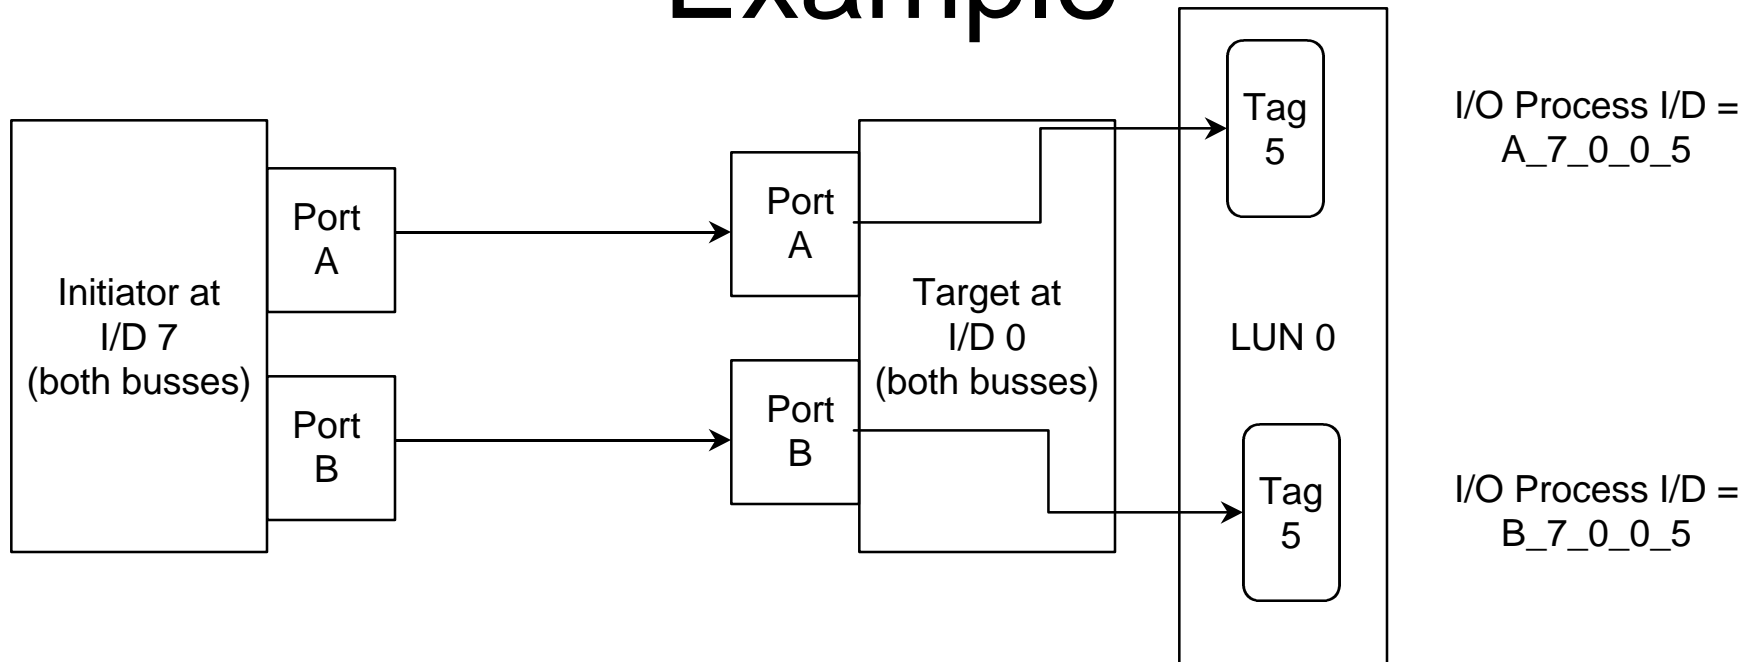 Example
Initiator at
I/D 7
(both busses)
Port
A
Port
B
Port
A
Port
B
Target at
I/D 0
(both busses)
Tag
5
LUN 0
Tag
5
I/O Process I/D =
A_7_0_0_5
I/O Process I/D =
B_7_0_0_5